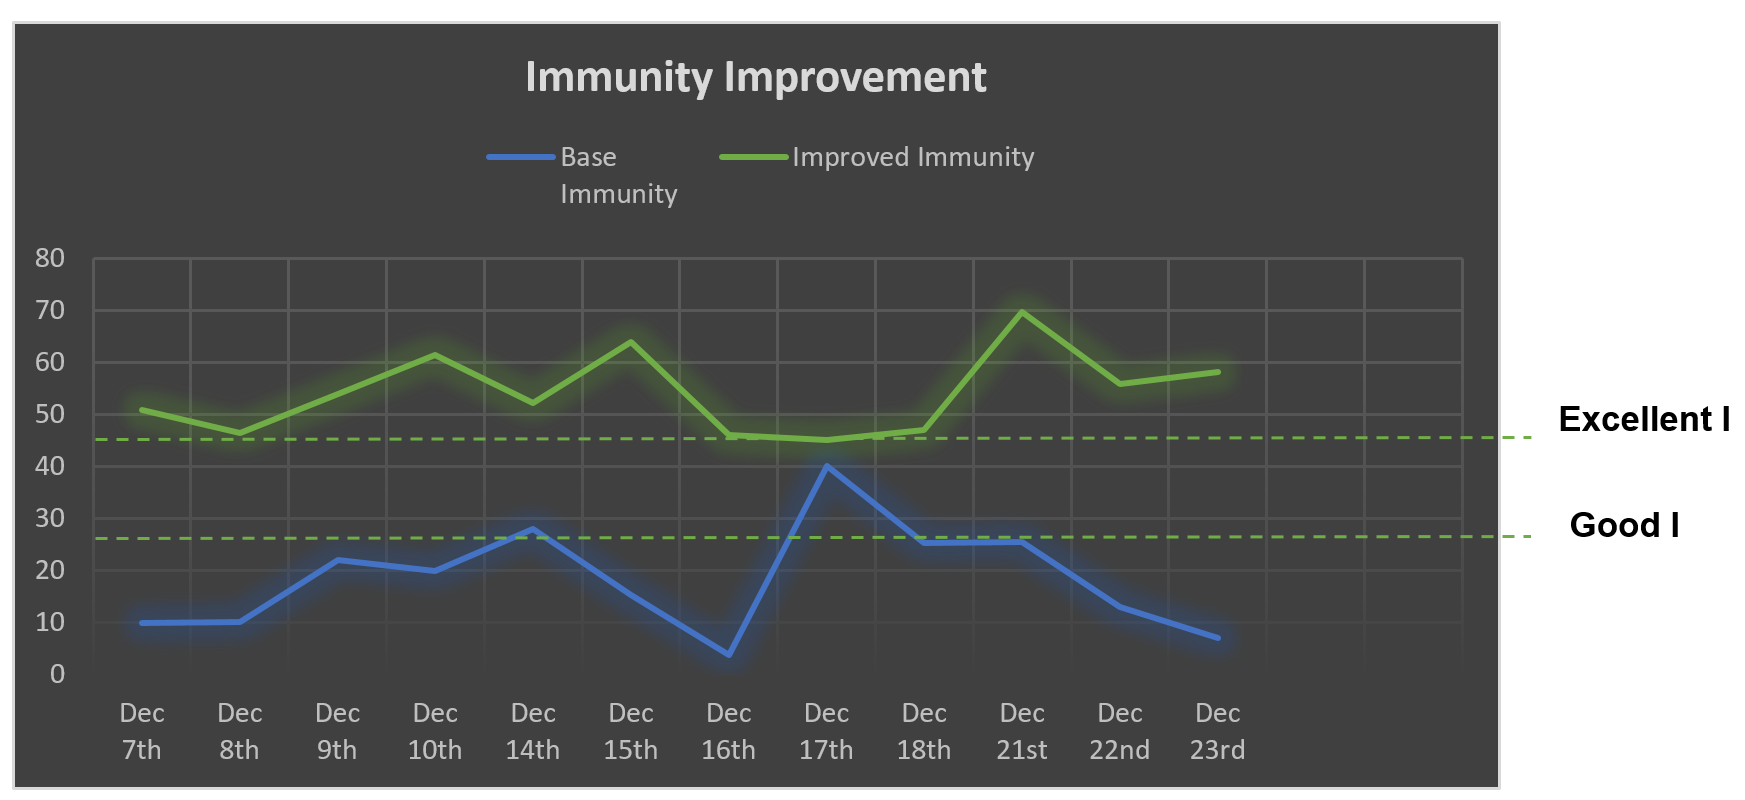 Immunity Improvement
Base
Immunity
Improved Immunity
80
70
60
50
40
30
20
10
0
Excellent I
Good I
Dec Dec Dec Dec Dec Dec Dec Dec Dec Dec Dec Dec
7th 8th 9th 10th 14th 15th 16th 17th 18th 21st 22nd 23rd